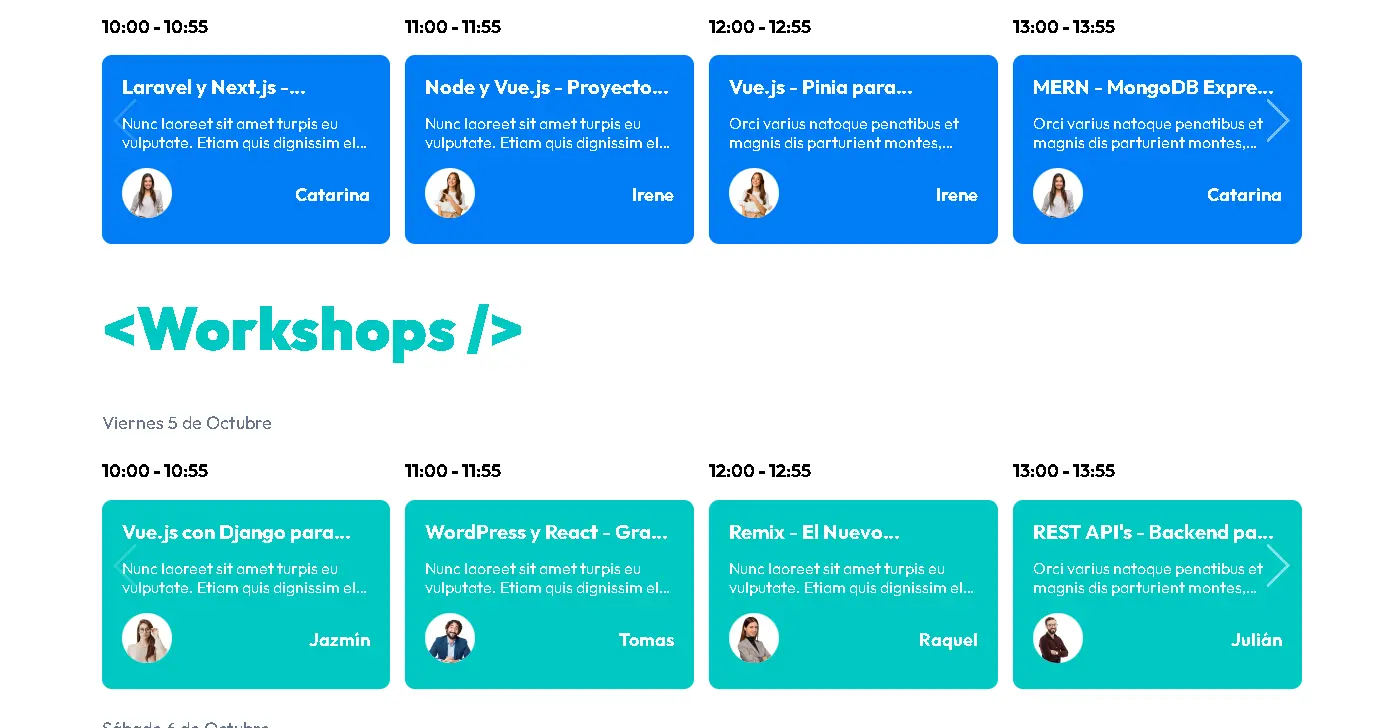 10:00 - 10:55
11:00 - 11:55
12:00 - 12:55
13:00 - 13:55
Laravel y Next.js -...
Nunc laoreet sit amet turpis eu
vulputate. Etiam quis dignissim el...
Catarina
Node y Vue.js - Proyecto...
Nunc laoreet sit amet turpis eu
vulputate. Etiam quis dignissim el...
Irene
Vue.js - Pinia para...
Orci varius natoque penatibus et
magnis dis parturient montes,...
Irene
MERN - MongoDB Expre...
Orci varius natoque penatibus et
magnis dis parturient montes,...
Catarina
<Workshops />
Viernes 5 de Octubre
10:00 - 10:55
11:00 - 11:55
12:00 - 12:55
13:00 - 13:55
Vue.js con Django para...
Nunc laoreet sit amet turpis eu
vulputate. Etiam quis dignissim el...
Jazmín
WordPress y React - Gra...
Nunc laoreet sit amet turpis eu
vulputate. Etiam quis dignissim el...
Tomas
Remix - El Nuevo...
Nunc laoreet sit amet turpis eu
vulputate. Etiam quis dignissim el...
Raquel
REST API's - Backend pa...
Orci varius natoque penatibus et
magnis dis parturient montes,...
Julián
Sábado 6 de Octubre